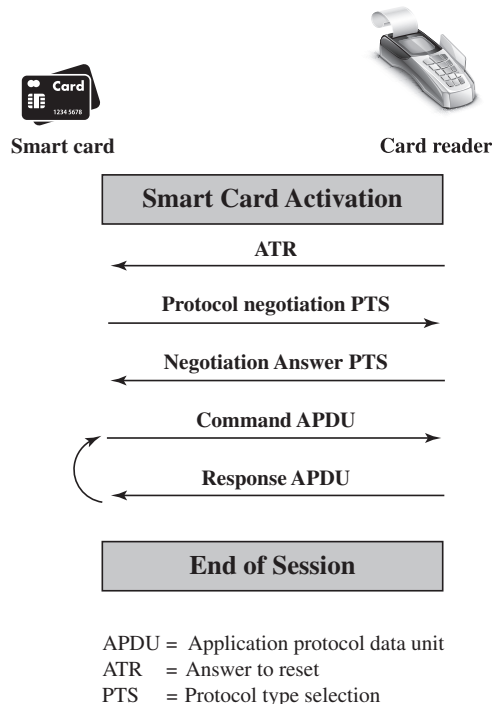 Card
1234 5678
Smart card
Card reader
Smart Card Activation
ATR
Protocol negotiation PTS
Negotiation Answer PTS
Command APDU
Response APDU
End of Session
APDU = Application protocol data unit
ATR = Answer to reset
PTS = Protocol type selection